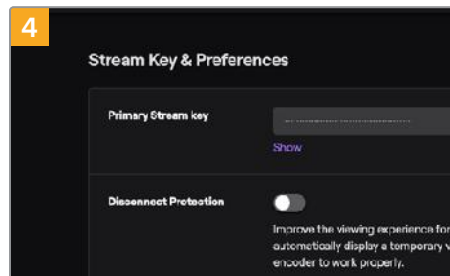 4
Stream Key & Preferences
Primary Stream key
Show
Disconnect Protection
Improve the viewing experience for
automatically display a temporary v
encoder to work properly.